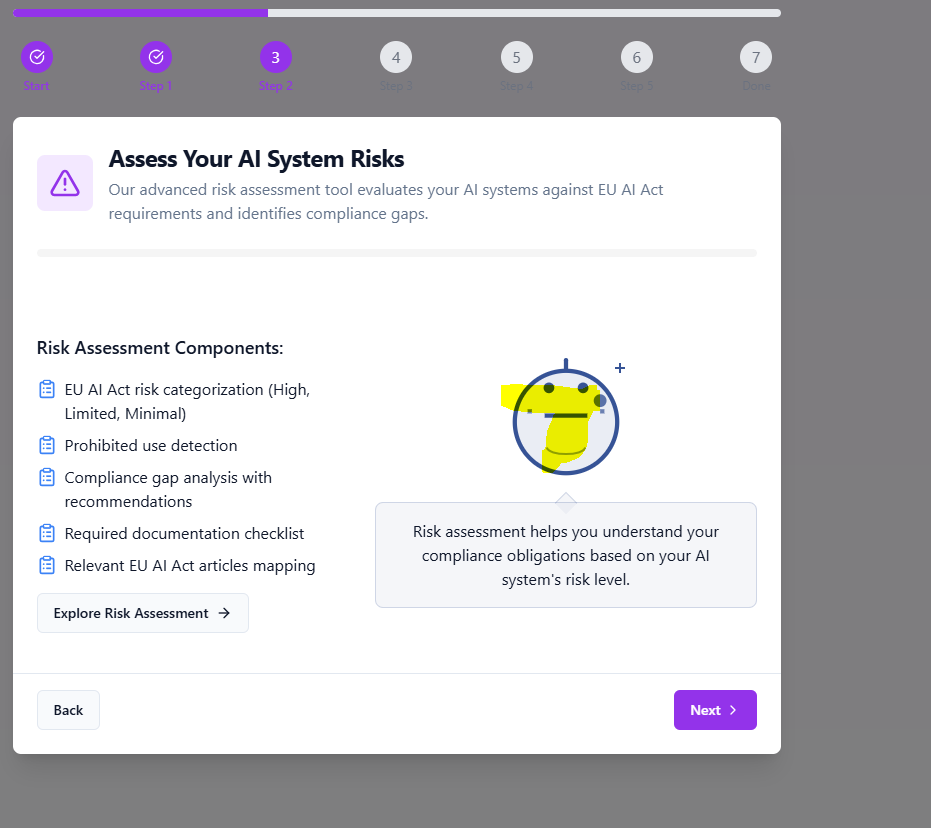 3
4
5
6
7
Start
Step 1
Step 2
Step 3
Step 4
Step 5
Done
Assess Your AI System Risks
Our advanced risk assessment tool evaluates your AI systems against EU AI Act
requirements and identifies compliance gaps.
Risk Assessment Components:
EU AI Act risk categorization (High,
Limited, Minimal)
Prohibited use detection
Compliance gap analysis with
recommendations
Required documentation checklist
Relevant EU AI Act articles mapping
Explore Risk Assessment
Risk assessment helps you understand your
compliance obligations based on your AI
system's risk level.
Back
Next